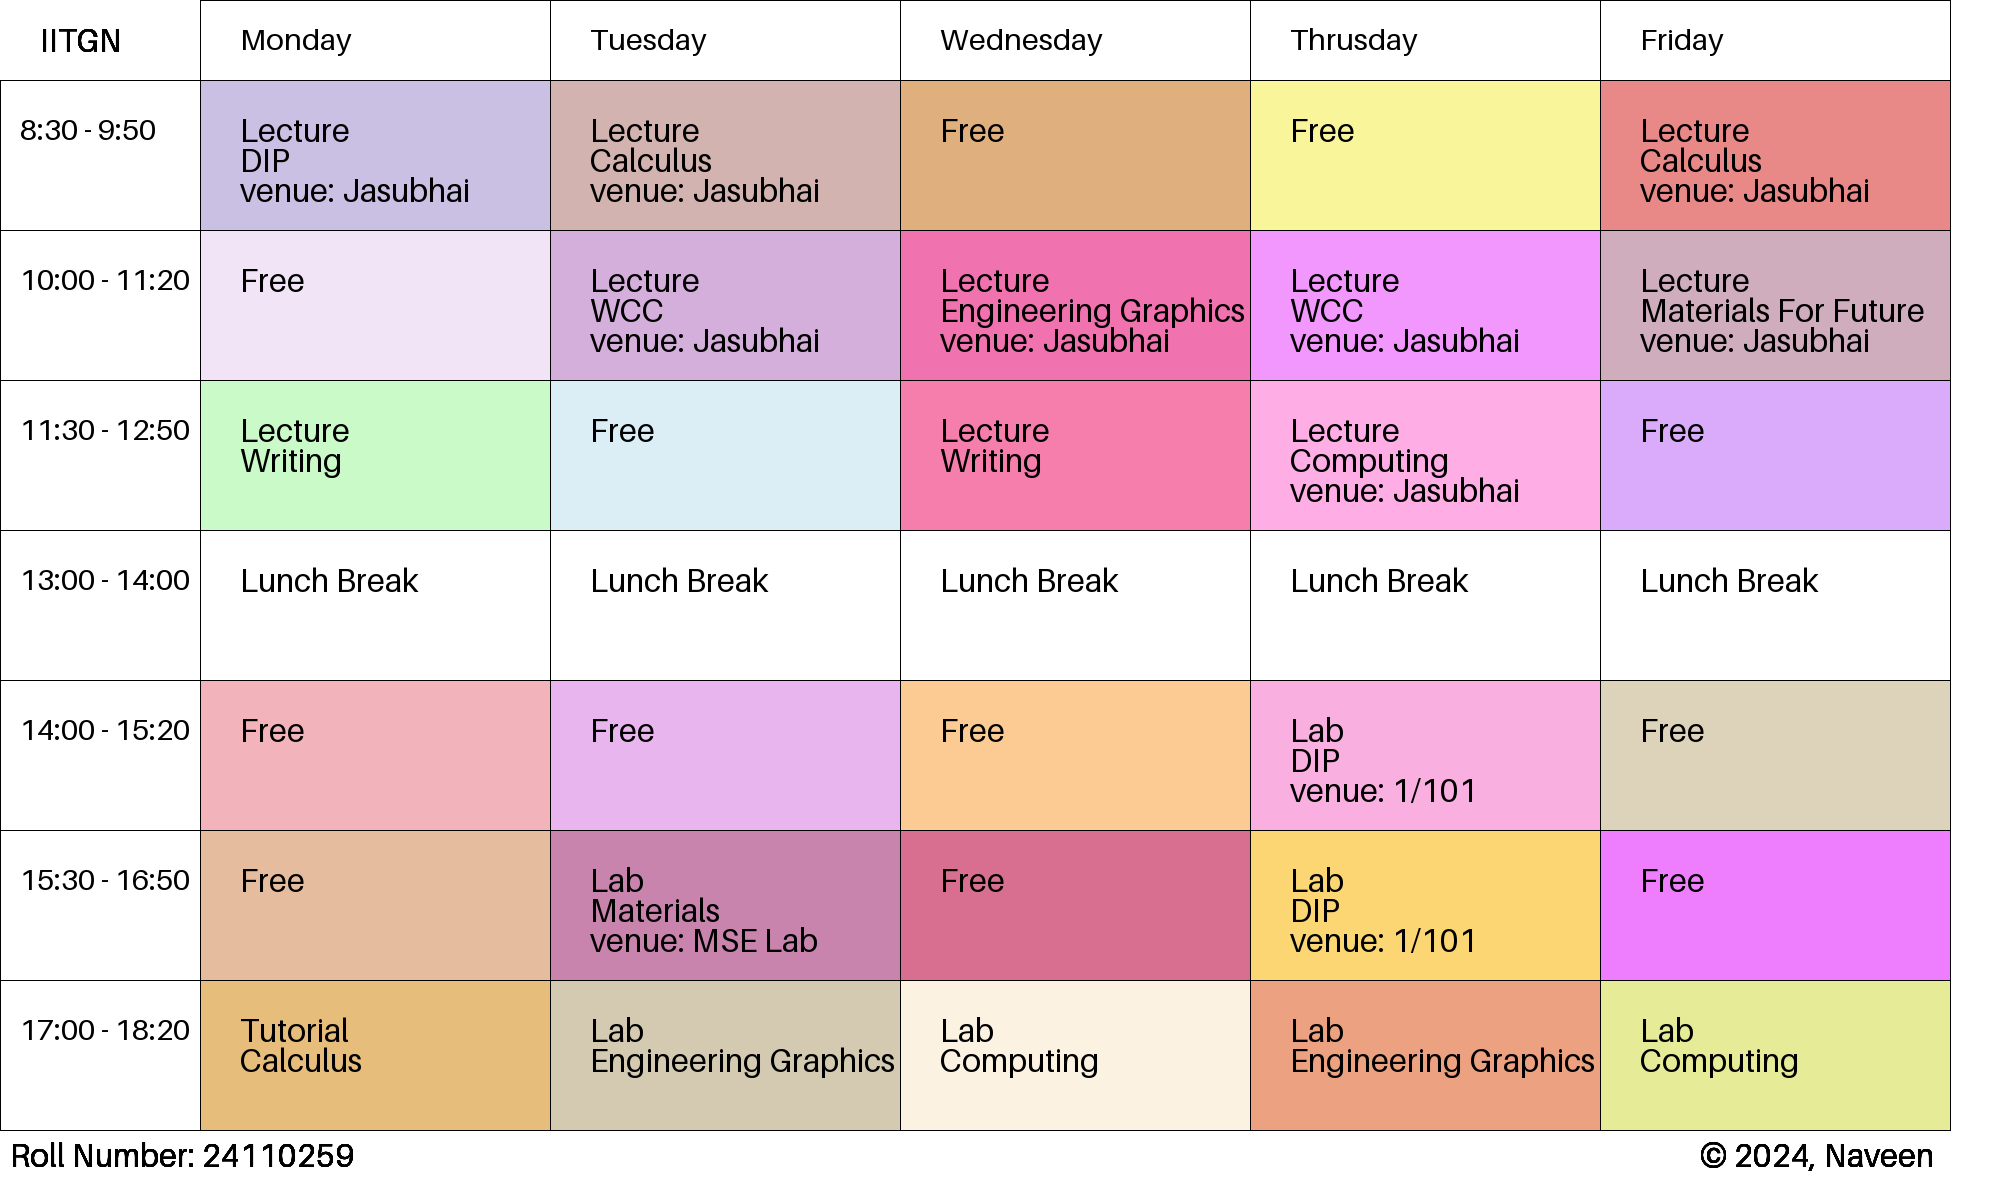 IITGN Monday Tuesday Wednesday Thrusday Friday
8:30 - 9:50
Lecture
DIP
venue: Jasubhai
Lecture
Calculus
venue: Jasubhai
Free
Free
Lecture
Calculus
venue: Jasubhai
10:00 - 11:20
Free
Lecture
WCC
venue: Jasubhai
Lecture
Engineering Graphics
venue: Jasubhai
Lecture
WCC
venue: Jasubhai
Lecture
Materials For Future
venue: Jasubhai
11:30 - 12:50
Lecture
Writing
Free
Lecture
Writing
Lecture
Computing
venue: Jasubhai
Free
13:00 - 14:00
Lunch Break
Lunch Break
Lunch Break
Lunch Break
Lunch Break
14:00 - 15:20
Free
Free
Free
Lab
DIP
venue: 1/101
Free
15:30 - 16:50
Free
Lab
Materials
venue: MSE Lab
Free
Lab
DIP
venue: 1/101
Free
17:00 - 18:20
Tutorial
Calculus
Lab
Engineering Graphics
Lab
Computing
Lab
Engineering Graphics
Lab
Computing
Roll Number: 24110259
© 2024, Naveen